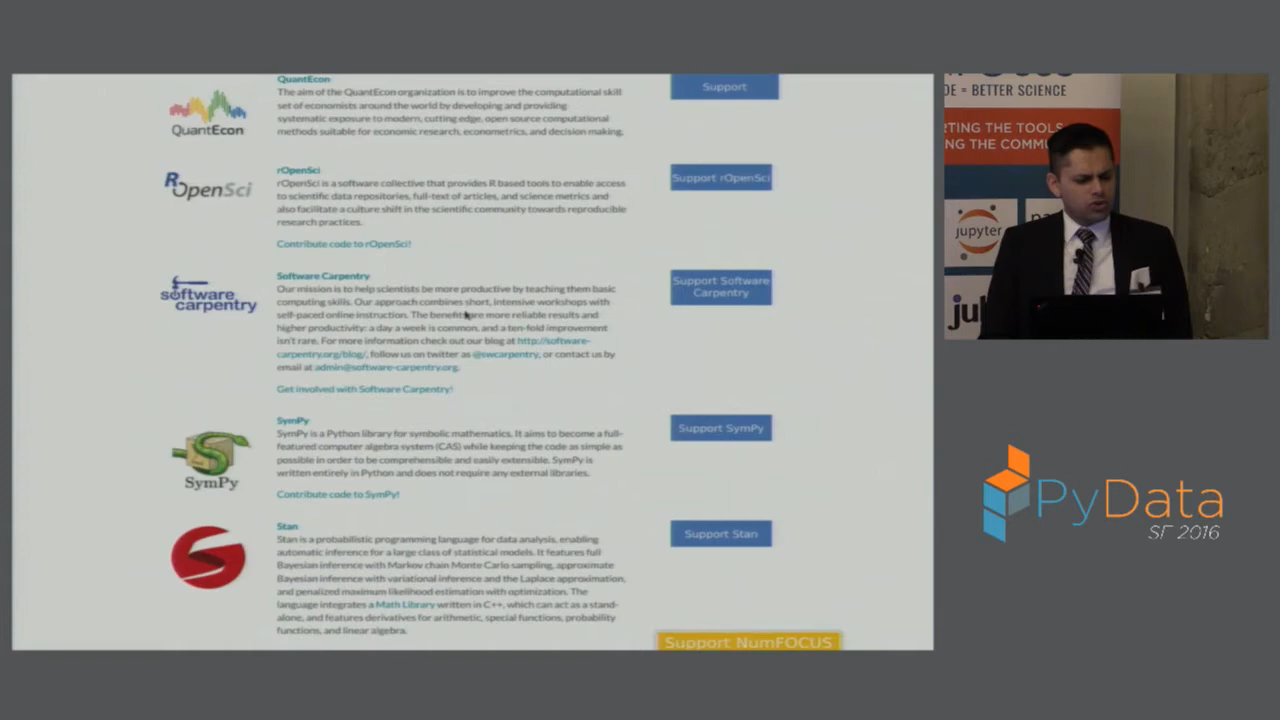 QuantEcon
The aim of the QuantEcon organization is to improve the computational skill
set of economists around the world by developing and providing
systematic exposure to modern, cutting edge, open source computational
methods suitable for economic research, econometrics, and decision making.
QuantEcon
Support
rOpenSci
rOpenSci is a software collective that provides R based tools to enable access
to scientific data repositories, full-text of articles, and science metrics and
also facilitate a culture shift in the scientific community towards reproducible
research practices.
Contribute code to rOpenSci!
ROpenSci
Support rOpenSci
Software Carpentry
Our mission is to help scientists be more productive by teaching them basic
computing skills. Our approach combines short, intensive workshops with
self-paced online instruction. The benefits are more reliable results and
higher productivity: a day a week is common, and a ten-fold improvement
isn't rare. For more information check out our blog at http://software-
carpentry.org/blog/, follow us on twitter as @swcarpentry, or contact us by
email at admin@software-carpentry.org.
Get involved with Software Carpentry!
software
carpentry
Support Software
Carpentry
SymPy
SymPy is a Python library for symbolic mathematics. It aims to become a full-
featured computer algebra system (CAS) while keeping the code as simple as
possible in order to be comprehensible and easily extensible. SymPy is
written entirely in Python and does not require any external libraries.
Contribute code to SymPy!
SymPy
Support SymPy
Stan
Stan is a probabilistic programming language for data analysis, enabling
automatic inference for a large class of statistical models. It features full
Bayesian inference with Markov chain Monte Carlo sampling, approximate
Bayesian inference with variational inference and the Laplace approximation,
and penalized maximum likelihood estimation with optimization. The
language integrates a Math Library written in C++, which can act as a stand-
alone, and features derivatives for arithmetic, special functions, probability
functions, and linear algebra.
Support Stan
Support NumFOCUS
DE = BETTER SCIENCE
RTING THE TOOLS
NG THE COMMU
jupyter
pa
jul
PyData
SF 2016